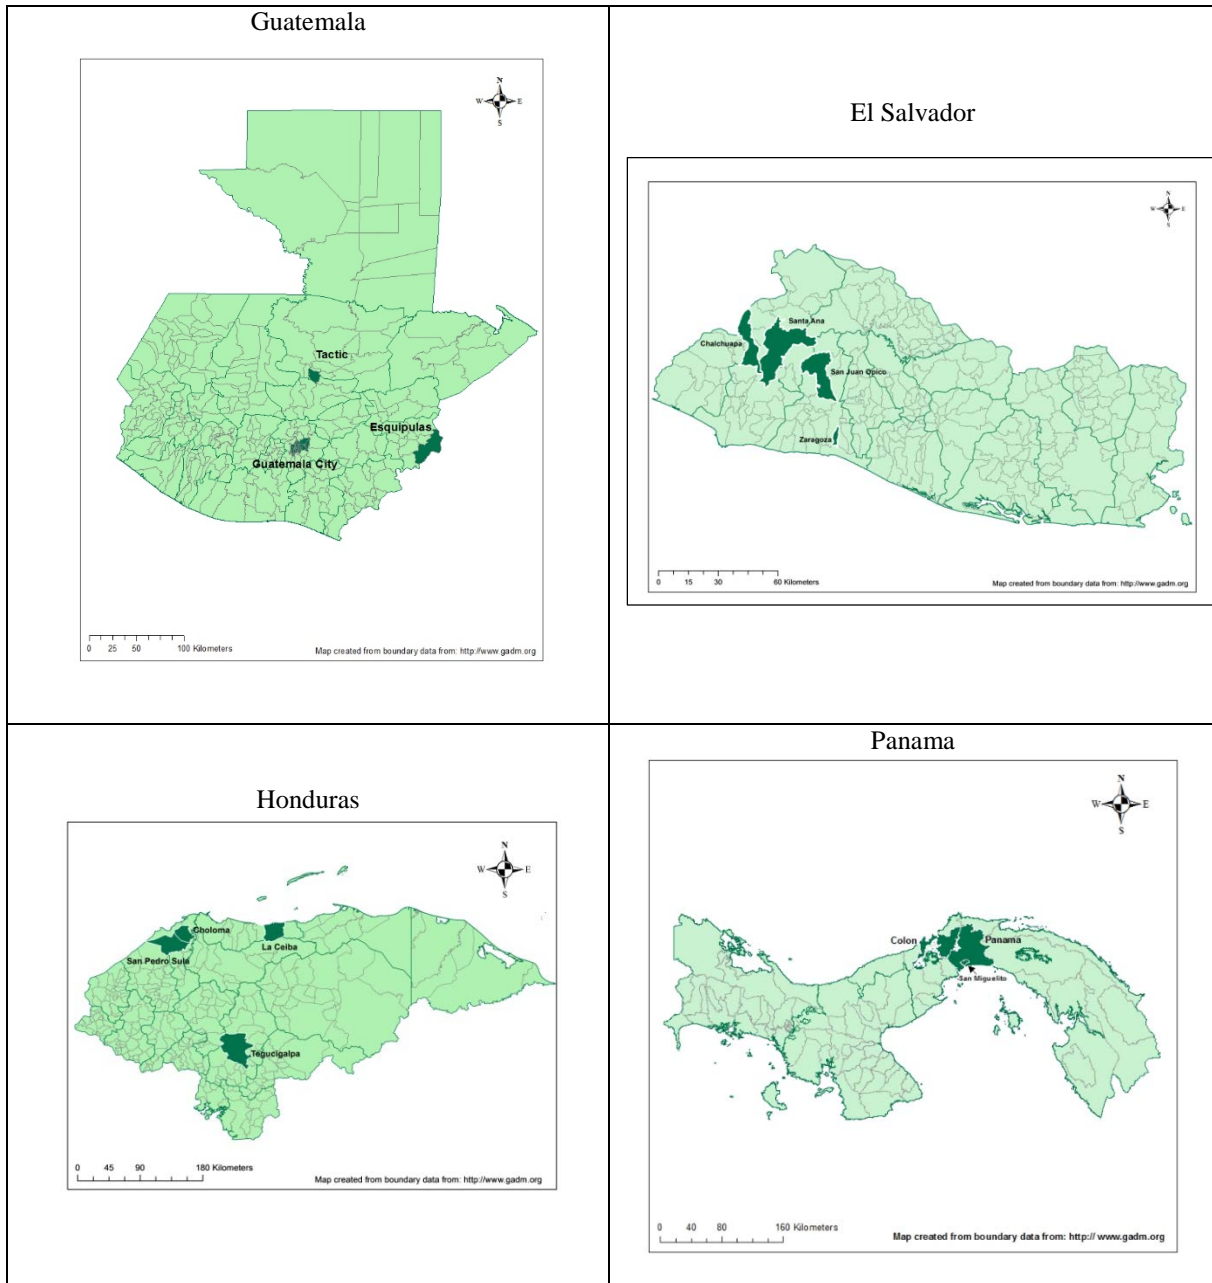 Guatemala
N
W E
S
Tactic
Esquipulas
Guatemala City
0 25 50 100 Kilometers
Map created from boundary data from: http://www.gadm.org
El Salvador
N
W E
S
Santa Ana
Chalchuapa
San Juan Opico
Zaragoza
0 15 30 60 Kilometers
Map created from boundary data from: http://www.gadm.org
Honduras
N
W E
S
Choloma
La Ceiba
San Pedro Sula
Tegucigalpa
0 45 90 180 Kilometers
Map created from boundary data from: http://www.gadm.org
Panama
N
W E
S
Colon Panama
San Miguelito
0 40 80 160 Kilometers
Map created from boundary data from: http:// www.gadm.org